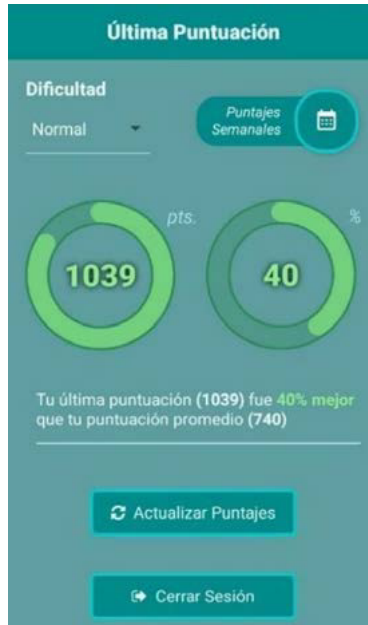 Última Puntuación
Dificultad
Normal
Puntajes
Semanales
pts.
%
1039
40
Tu última puntuación (1039) fue 40% mejor
que tu puntuación promedio (740)
Actualizar Puntajes
Cerrar Sesión